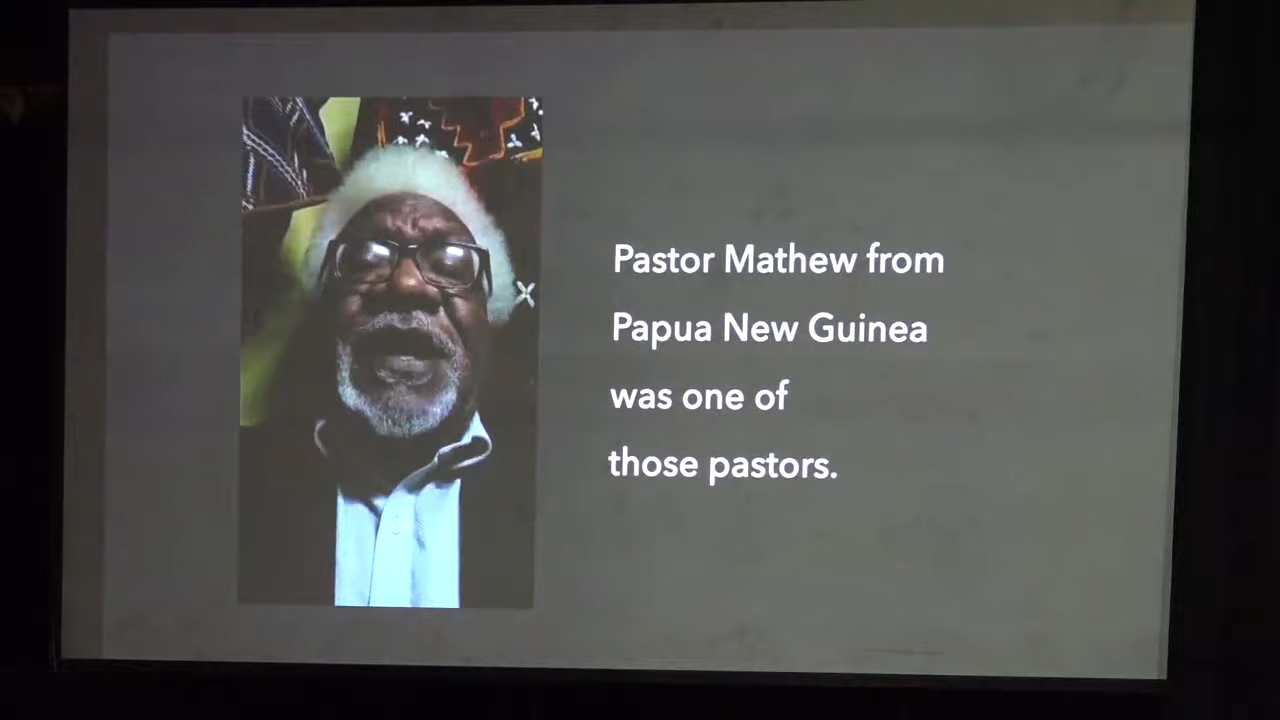 Pastor Mathew from
Papua New Guinea
was one of
those pastors.